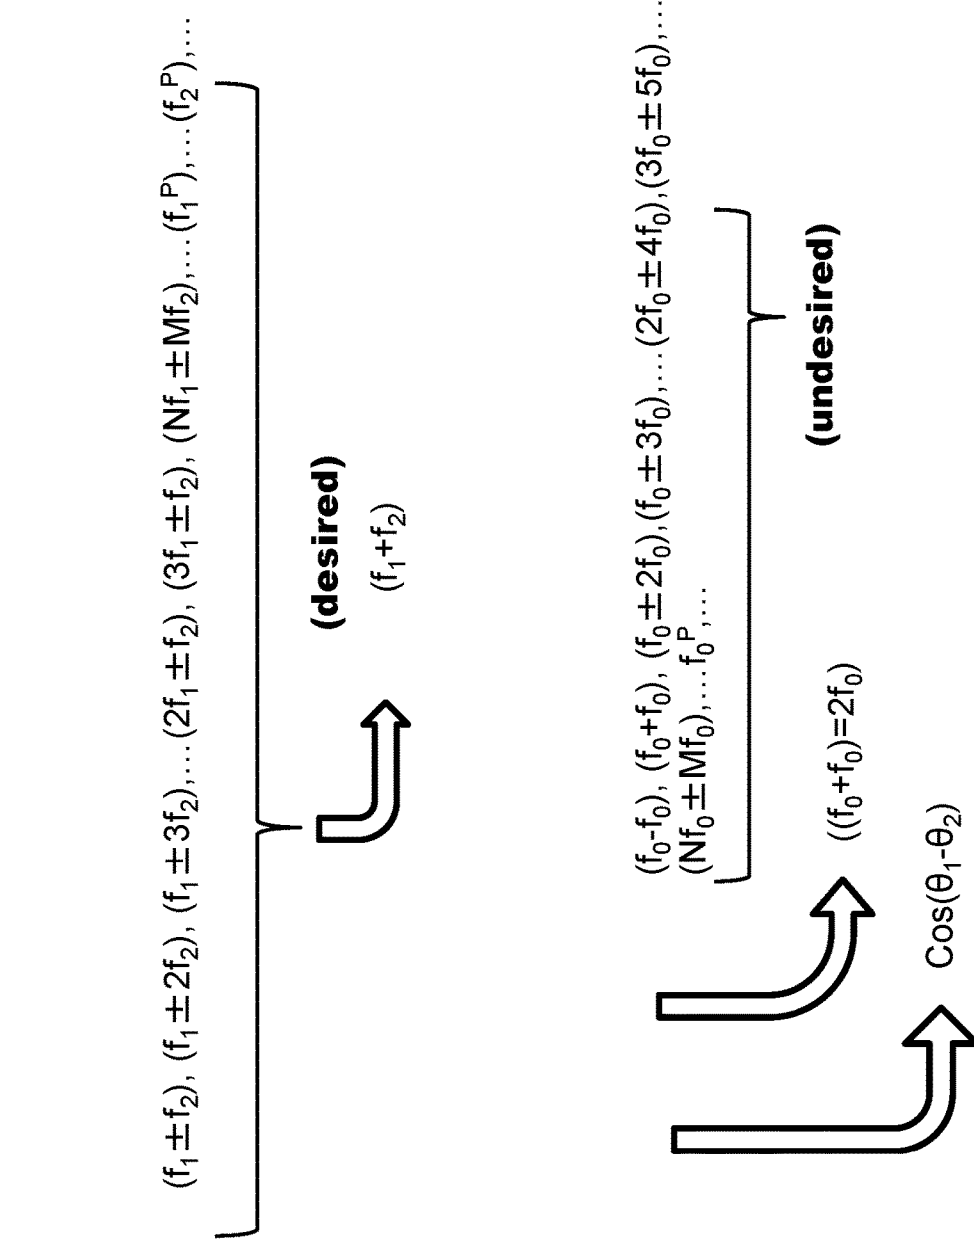 (f₁±f₂), (f₁±2f₂), (f₁±3f₂),...(2f₁±f₂), (3f₁±f₂), (Nf₁±Mf₂),...(f₁ᴾ),...(f₂ᴾ),...
(desired)
(f₁+f₂)
(f₀-f₀), (f₀+f₀), (f₀±2f₀),(f₀±3f₀),...(2f₀±4f₀),(3f₀±5f₀),...
(Nf₀±Mf₀),...f₀ᴾ,...
(undesired)
((f₀+f₀)=2f₀)
Cos(θ₁-θ₂)